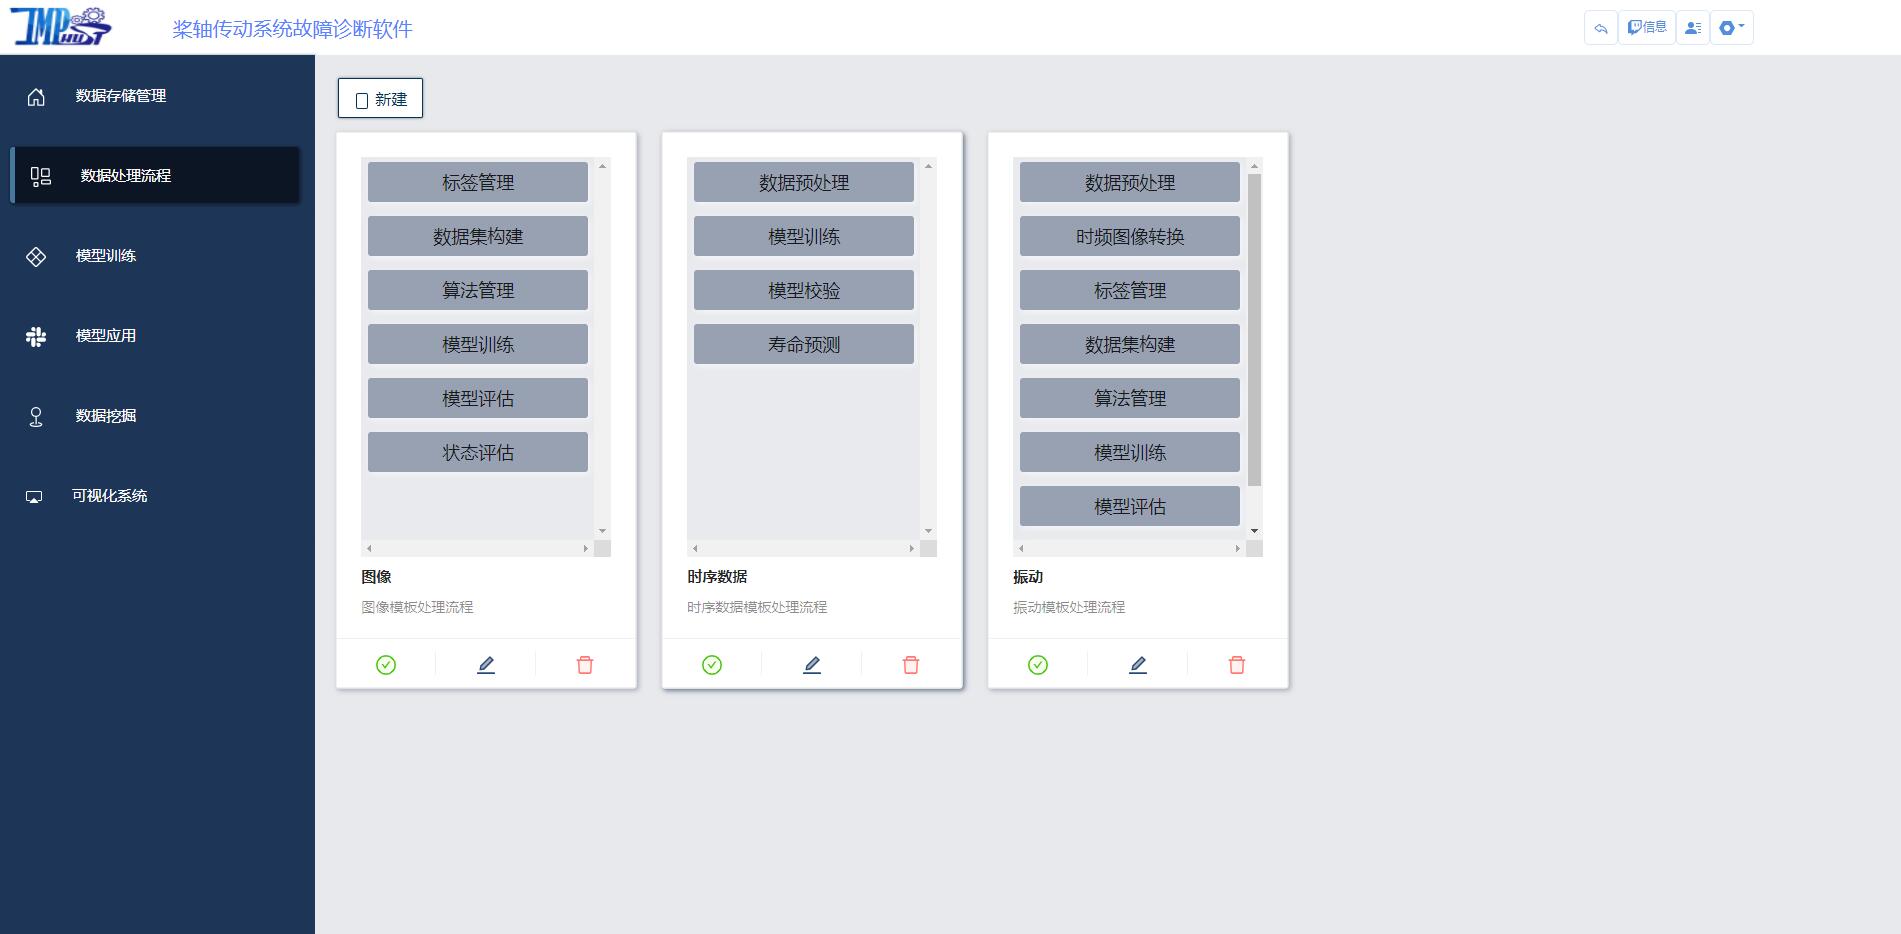 TMP HUST
桨轴传动系统故障诊断软件
信息
数据存储管理
数据处理流程
模型训练
模型应用
数据挖掘
可视化系统
新建
标签管理
数据集构建
算法管理
模型训练
模型评估
状态评估
图像
图像模板处理流程
数据预处理
模型训练
模型校验
寿命预测
时序数据
时序数据模板处理流程
数据预处理
时频图像转换
标签管理
数据集构建
算法管理
模型训练
模型评估
振动
振动模板处理流程